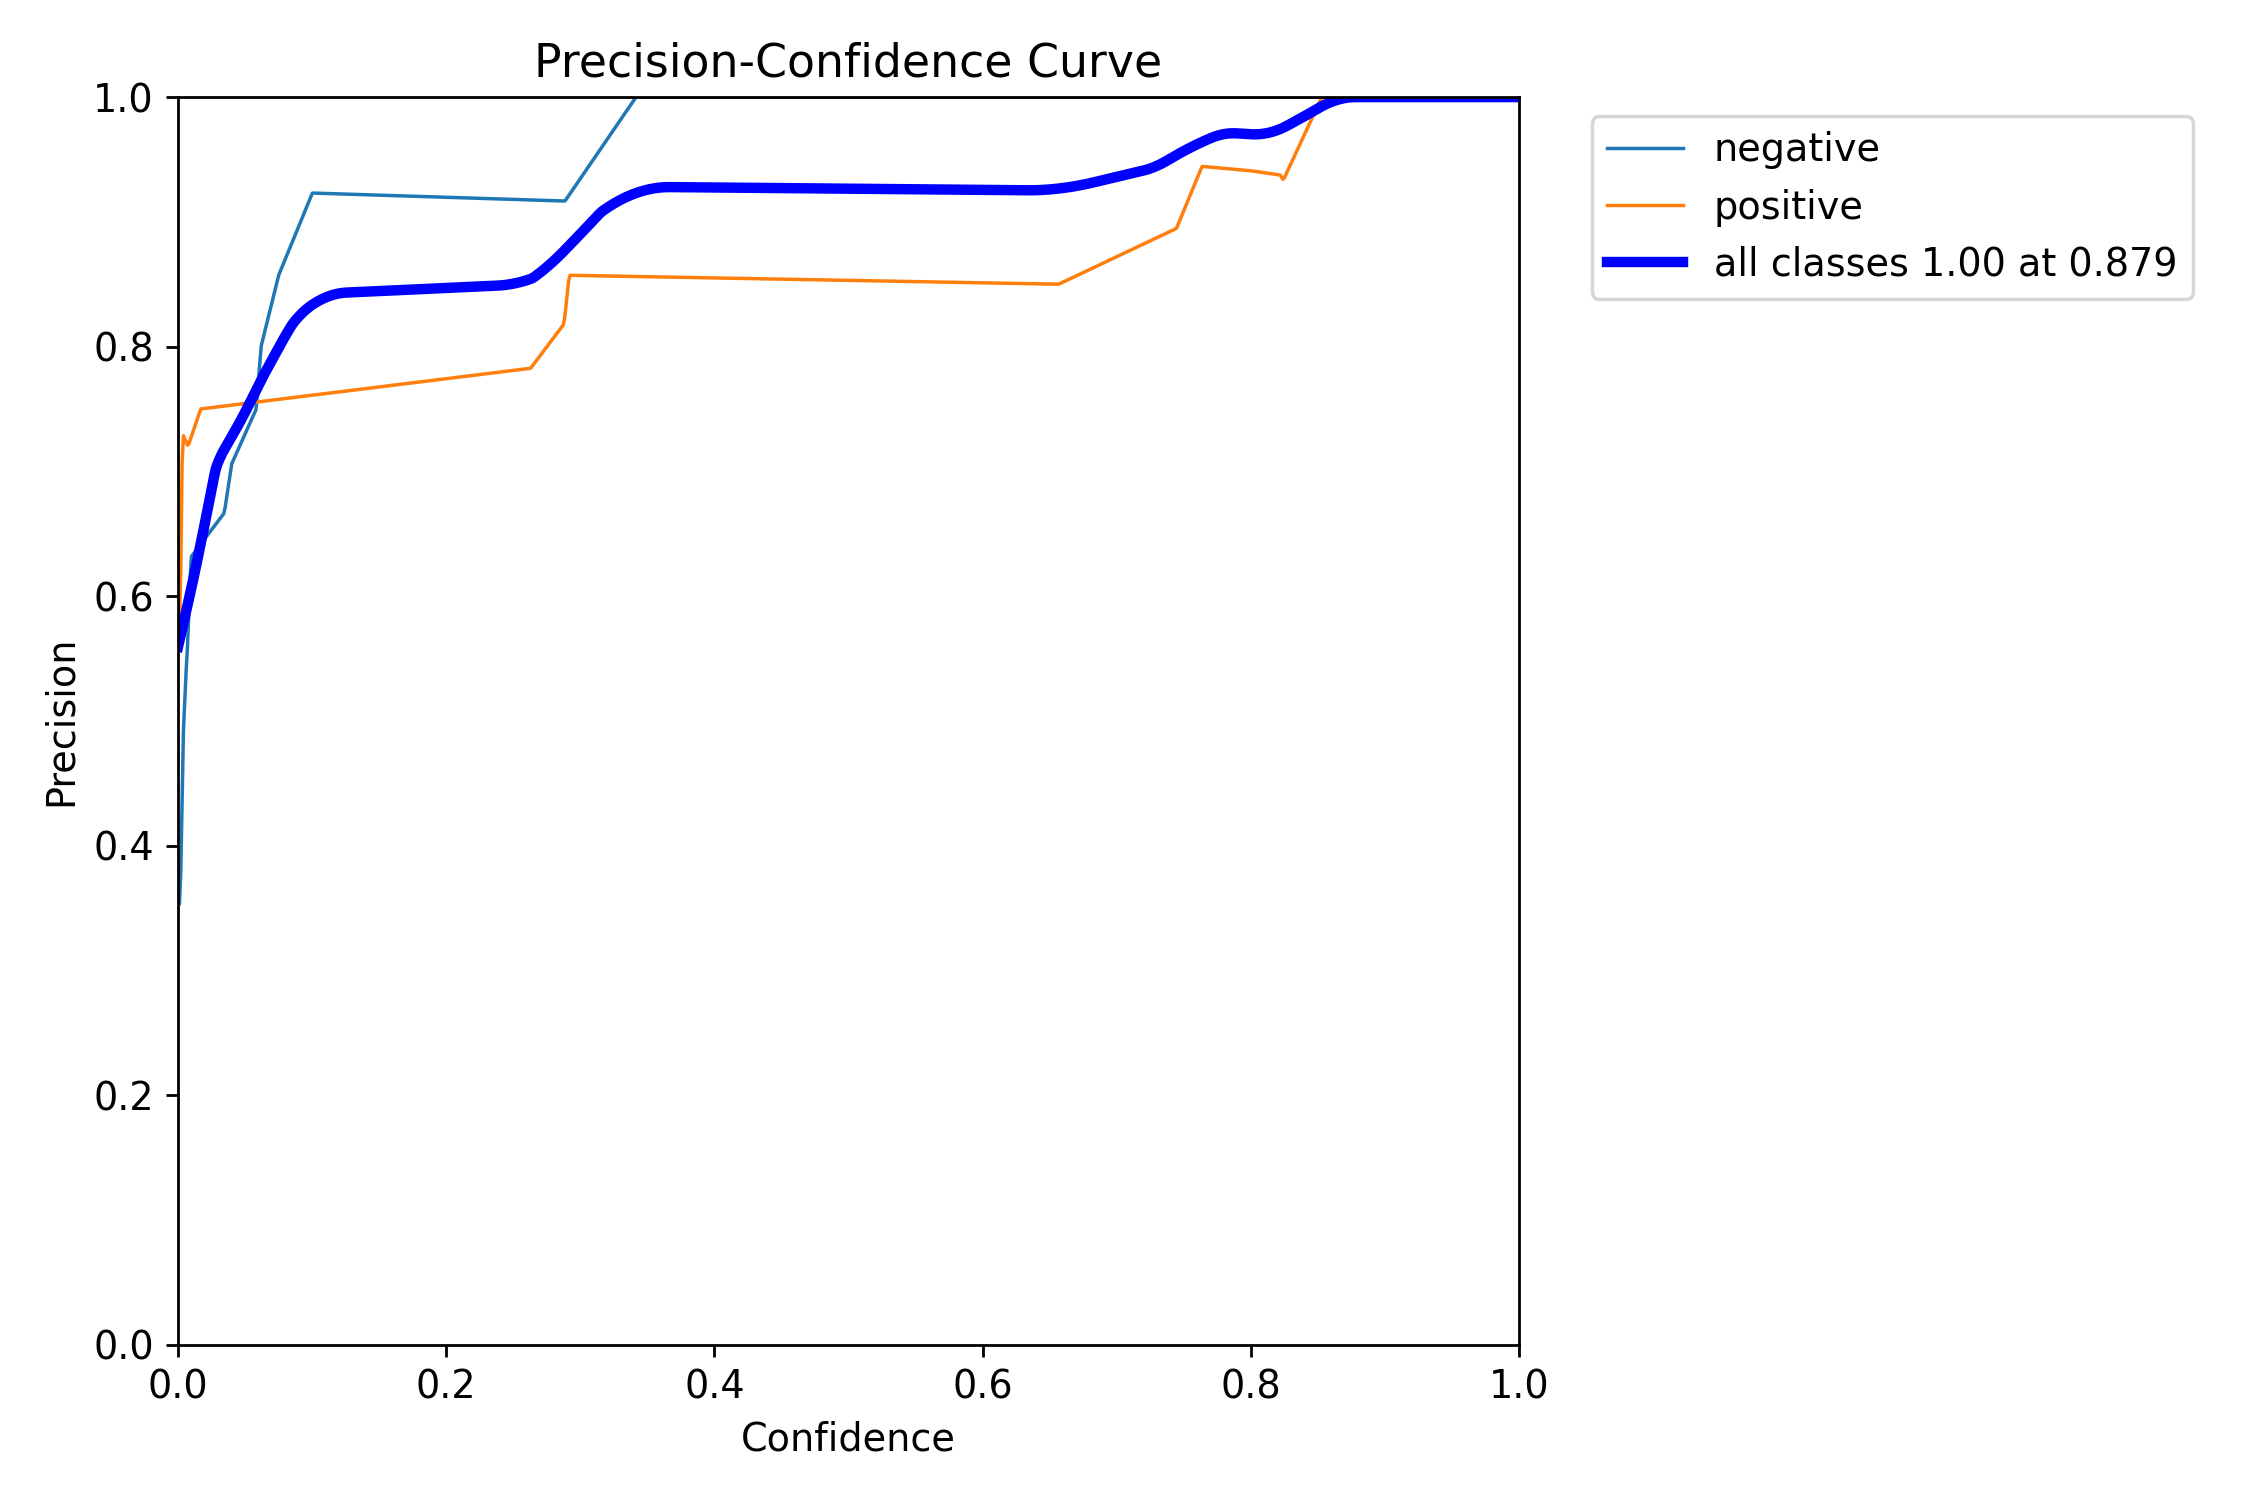 Precision-Confidence Curve
1.0
0.8
0.6
0.4
0.2
0.0
Precision
0.0 0.2 0.4 0.6 0.8 1.0
Confidence
negative
positive
all classes 1.00 at 0.879